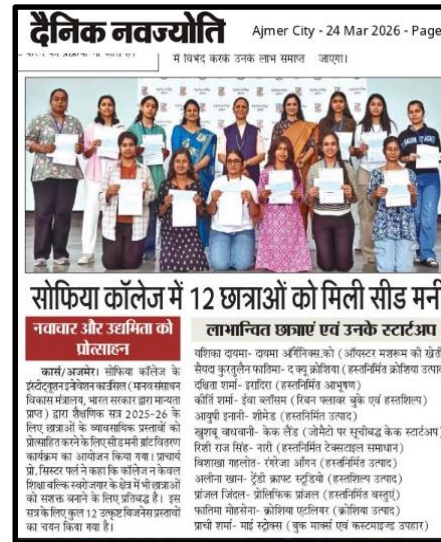 दैनिक नवज्योति
Ajmer City - 24 Mar 2026 - Page
में विभेद करके उनके लाभ समाप्त जाएगा।
सोफिया कॉलेज में 12 छात्राओं को मिली सीड मनी
नवाचार और उद्यमिता को
प्रोत्साहन
कासं/अजमेर। सोफिया कॉलेज के
इंस्टीट्यूशन इनोवेशन काउंसिल (मानव संसाधन
विकास मंत्रालय, भारत सरकार द्वारा मान्यता
प्राप्त) द्वारा शैक्षणिक सत्र 2025-26 के
लिए छात्राओं के व्यावसायिक प्रस्तावों को
प्रोत्साहित करने के लिए सीड मनी ग्रांट वितरण
कार्यक्रम का आयोजन किया गया। प्राचार्य
प्रो. सिस्टर पर्ल ने कहा कि कॉलेज न केवल
शिक्षा बल्कि स्वरोजगार के क्षेत्र में भी छात्राओं
को सशक्त बनाने के लिए प्रतिबद्ध है। इस
सत्र के लिए कुल 12 उत्कृष्ट बिजनेस प्रस्तावों
का चयन किया गया है।
लाभान्वित छात्राएं एवं उनके स्टार्टअप
यशिका दायमा- दायमा ऑर्गेनिक्स.को (ऑयस्टर मशरूम की खेती
सैयदा कुरतुलैन फातिमा- द क्यू क्रोशिया (हस्तनिर्मित क्रोशिया उत्पा
दक्षिता शर्मा- इरादिरा (हस्तनिर्मित आभूषण)
कीर्ति शर्मा- ईवा ब्लॉसम (रिबन फ्लावर बुके एवं हस्तशिल्प)
आयुषी इनानी- शीमेड (हस्तनिर्मित उत्पाद)
खुशबू बाधवानी- केक लैंड (जोमैटो पर सूचीबद्ध केक स्टार्टअप)
रिशी राज सिंह- नारी (हस्तनिर्मित टेक्सटाइल समाधान)
विशाखा गहलोत- रंगरेजा आँगन (हस्तनिर्मित उत्पाद)
अलीना खान- ट्रेंडी क्राफ्ट स्टूडियो (हस्तशिल्प उत्पाद)
प्रांजल जिंदल- प्रोलिफिक प्रांजल (हस्तनिर्मित वस्तुएं)
फातिमा मोहसेना- क्रोशिया एटलियर (क्रोशिया उत्पाद)
प्राची शर्मा- माई स्ट्रोक्स (बुक मार्क्स एवं कस्टमाइज्ड उपहार)